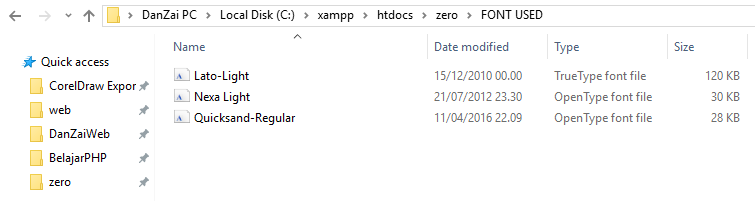 DanZai PC > Local Disk (C:) > xampp > htdocs > zero > FONT USED
Name Date modified Type Size
Quick access
CorelDraw Expor
web
DanZaiWeb
BelajarPHP
zero
Lato-Light 15/12/2010 00.00 TrueType font file 120 KB
Nexa Light 21/07/2012 23.30 OpenType font file 30 KB
Quicksand-Regular 11/04/2016 22.09 OpenType font file 28 KB